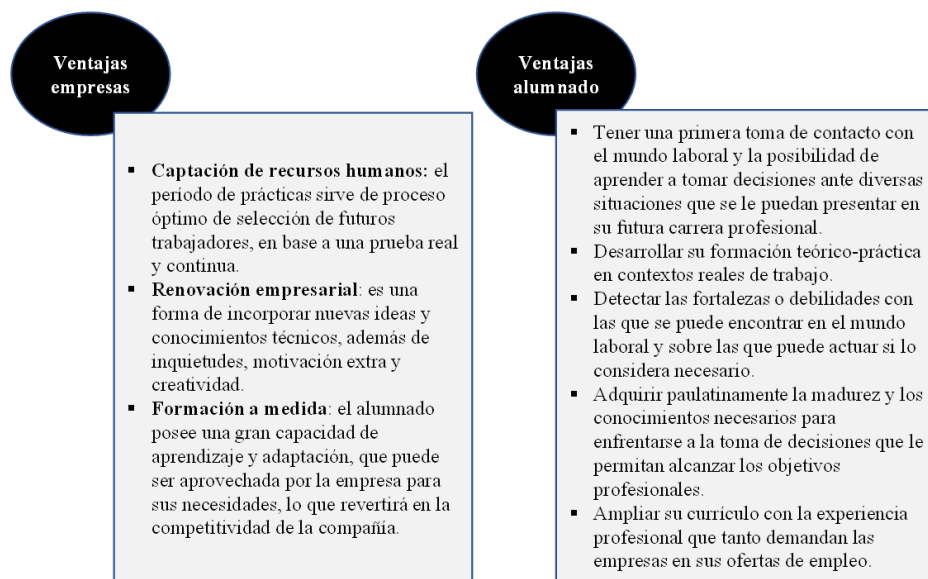 Ventajas
empresas
▪ Captación de recursos humanos: el
período de prácticas sirve de proceso
óptimo de selección de futuros
trabajadores, en base a una prueba real
y continua.
▪ Renovación empresarial: es una
forma de incorporar nuevas ideas y
conocimientos técnicos, además de
inquietudes, motivación extra y
creatividad.
▪ Formación a medida: el alumnado
posee una gran capacidad de
aprendizaje y adaptación, que puede
ser aprovechada por la empresa para
sus necesidades, lo que revertirá en la
competitividad de la compañía.
Ventajas
alumnado
▪ Tener una primera toma de contacto con
el mundo laboral y la posibilidad de
aprender a tomar decisiones ante diversas
situaciones que se le puedan presentar en
su futura carrera profesional.
▪ Desarrollar su formación teórico-práctica
en contextos reales de trabajo.
▪ Detectar las fortalezas o debilidades con
las que se puede encontrar en el mundo
laboral y sobre las que puede actuar si lo
considera necesario.
▪ Adquirir paulatinamente la madurez y los
conocimientos necesarios para
enfrentarse a la toma de decisiones que le
permitan alcanzar los objetivos
profesionales.
▪ Ampliar su currículo con la experiencia
profesional que tanto demandan las
empresas en sus ofertas de empleo.